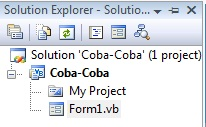 Solution Explorer - Solutio...
Solution 'Coba-Coba' (1 project)
Coba-Coba
My Project
Form1.vb